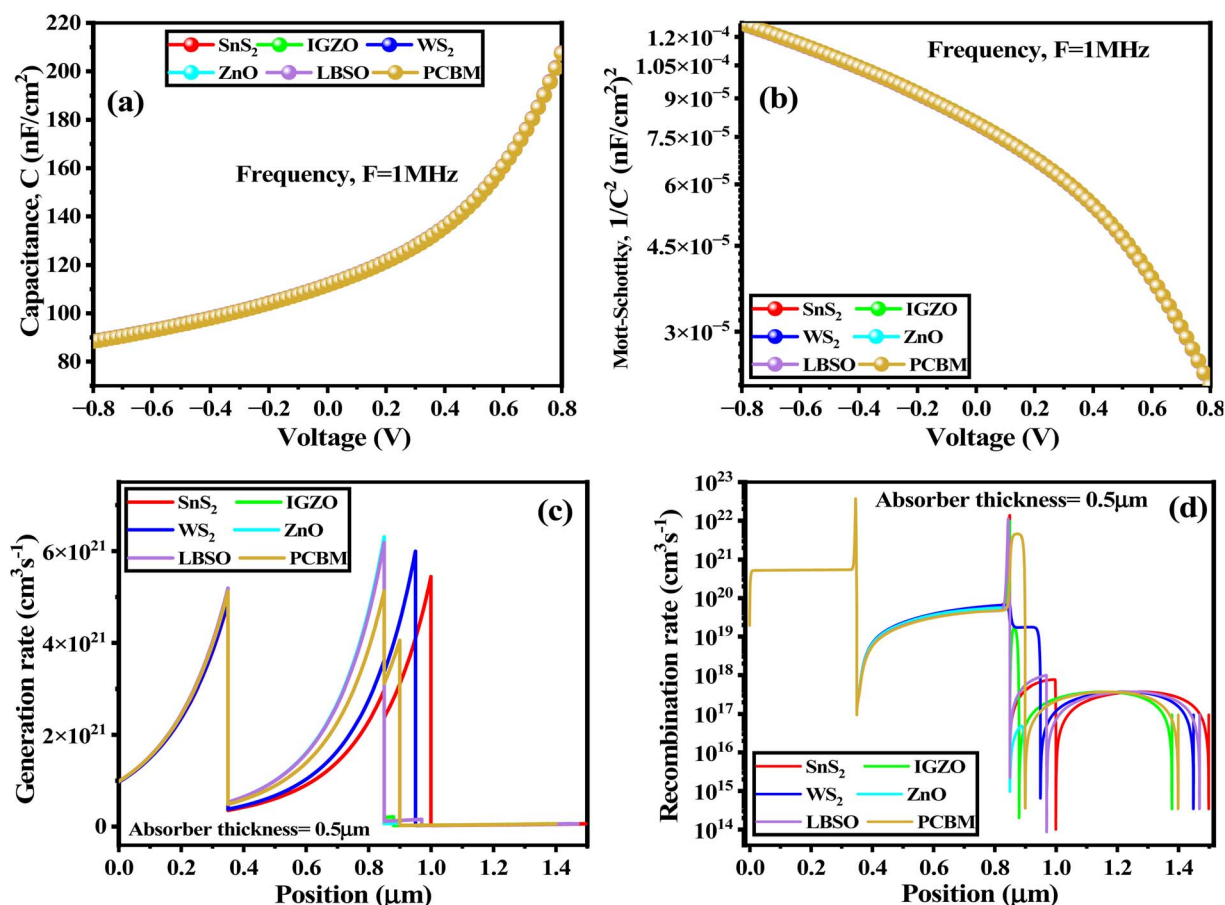 220
200
180
160
140
120
100
80
Capacitance, C (nF/cm²)
SnS₂ IGZO WS₂
ZnO LBSO PCBM
(a)
Frequency, F=1MHz
−0.8 −0.6 −0.4 −0.2 0.0 0.2 0.4 0.6 0.8
Voltage (V)
1.2×10⁻⁴
1.05×10⁻⁴
9×10⁻⁵
7.5×10⁻⁵
6×10⁻⁵
4.5×10⁻⁵
3×10⁻⁵
Mott-Schottky, 1/C² (nF/cm²)²
Frequency, F=1MHz
(b)
SnS₂ IGZO
WS₂ ZnO
LBSO PCBM
−0.8 −0.6 −0.4 −0.2 0.0 0.2 0.4 0.6 0.8
Voltage (V)
6×10²¹
4×10²¹
2×10²¹
0
Generation rate (cm³s⁻¹)
SnS₂ IGZO
WS₂ ZnO
LBSO PCBM
(c)
Absorber thickness= 0.5μm
0.0 0.2 0.4 0.6 0.8 1.0 1.2 1.4
Position (μm)
10²³
10²²
10²¹
10²⁰
10¹⁹
10¹⁸
10¹⁷
10¹⁶
10¹⁵
10¹⁴
Recombination rate (cm³s⁻¹)
Absorber thickness= 0.5μm
(d)
SnS₂ IGZO
WS₂ ZnO
LBSO PCBM
0.0 0.2 0.4 0.6 0.8 1.0 1.2 1.4
Position (μm)